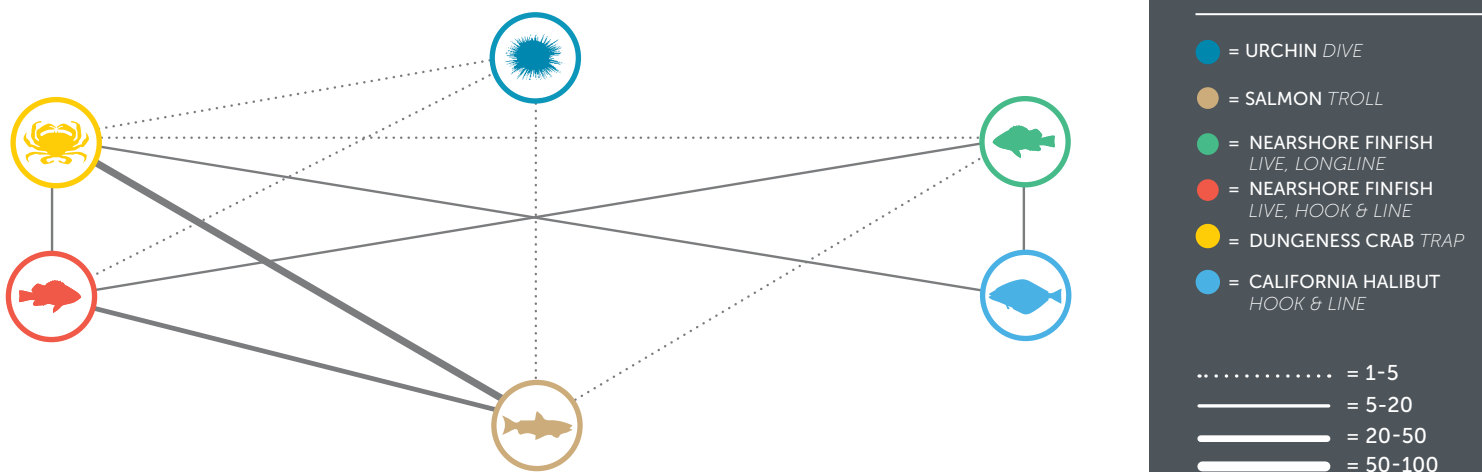 = URCHIN DIVE
= SALMON TROLL
= NEARSHORE FINFISH
LIVE, LONGLINE
= NEARSHORE FINFISH
LIVE, HOOK & LINE
= DUNGENESS CRAB TRAP
= CALIFORNIA HALIBUT
HOOK & LINE
= 1-5
= 5-20
= 20-50
= 50-100